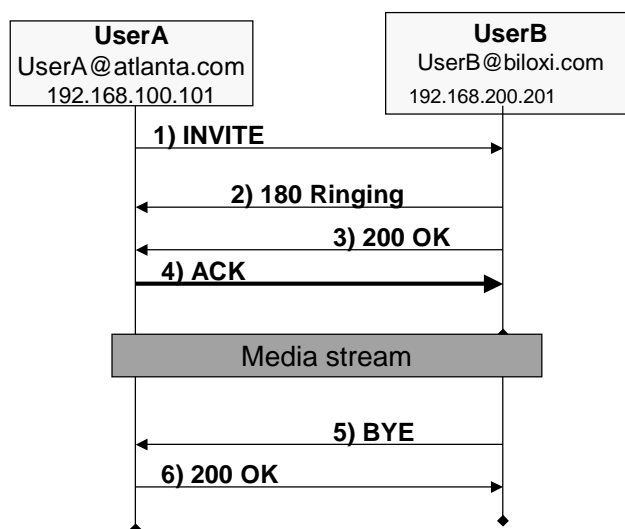 UserA
UserA@atlanta.com
192.168.100.101
UserB
UserB@biloxi.com
192.168.200.201
1) INVITE
2) 180 Ringing
3) 200 OK
4) ACK
Media stream
5) BYE
6) 200 OK